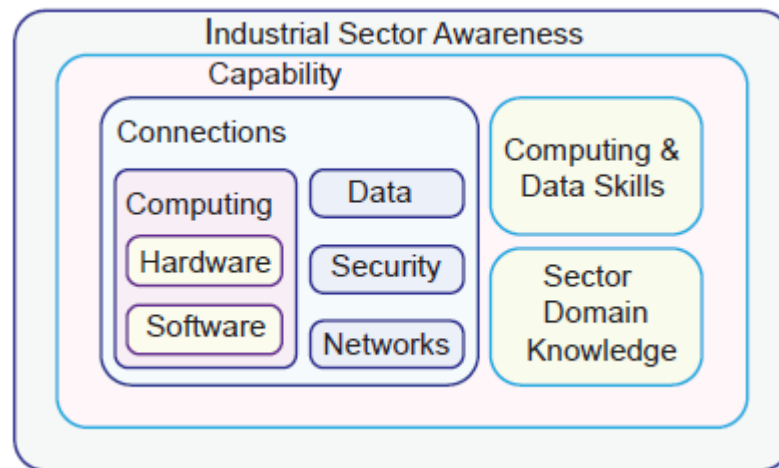 Industrial Sector Awareness
Capability
Connections
Computing
Hardware
Software
Data
Security
Networks
Computing &
Data Skills
Sector
Domain
Knowledge